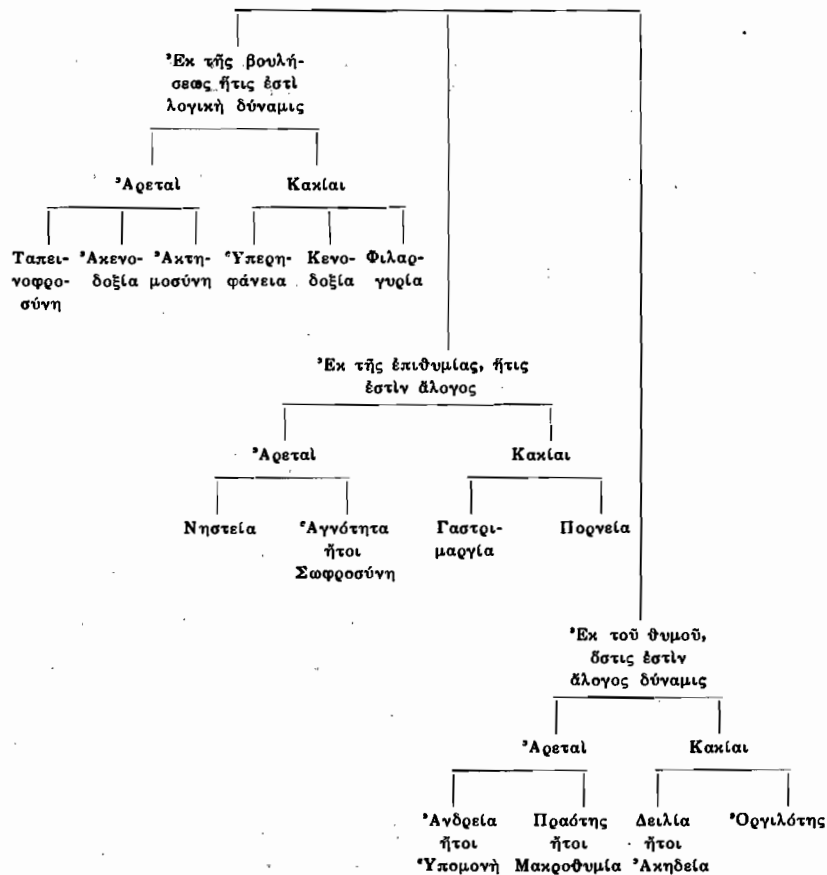 Ἐκ τῆς βουλή-
σεως ἥτις ἐστὶ
λογικὴ δύναμις
Ἀρεταὶ Κακίαι
Ταπει- Ἀκενο- Ἀκτη- Ὑπερη- Κενο- Φιλαρ-
νοφρο- δοξία μοσύνη φάνεια δοξία γυρία
σύνη
Ἐκ τῆς ἐπιθυμίας, ἥτις
ἐστὶν ἄλογος
Ἀρεταὶ Κακίαι
Νηστεία Ἁγνότητα Γαστρι- Πορνεία
ἤτοι μαργία
Σωφροσύνη
Ἐκ τοῦ θυμοῦ,
ὅστις ἐστὶν
ἄλογος δύναμις
Ἀρεταὶ Κακίαι
Ἀνδρεία Πραότης Δειλία Ὀργιλότης
ἤτοι ἤτοι ἤτοι
Ὑπομονὴ Μακροθυμία Ἀκηδεία